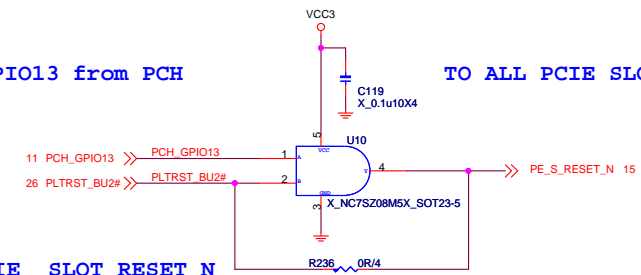 VCC3
PIO13 from PCH
TO ALL PCIE SLO
C119
X_0.1u10X4
5
U10
VCC
11 PCH_GPIO13 PCH_GPIO13 1 A
4 Y
PE_S_RESET_N 15
26 PLTRST_BU2# PLTRST_BU2# 2 B
GND
3
X_NC7SZ08M5X_SOT23-5
R236 0R/4
IE SLOT RESET N